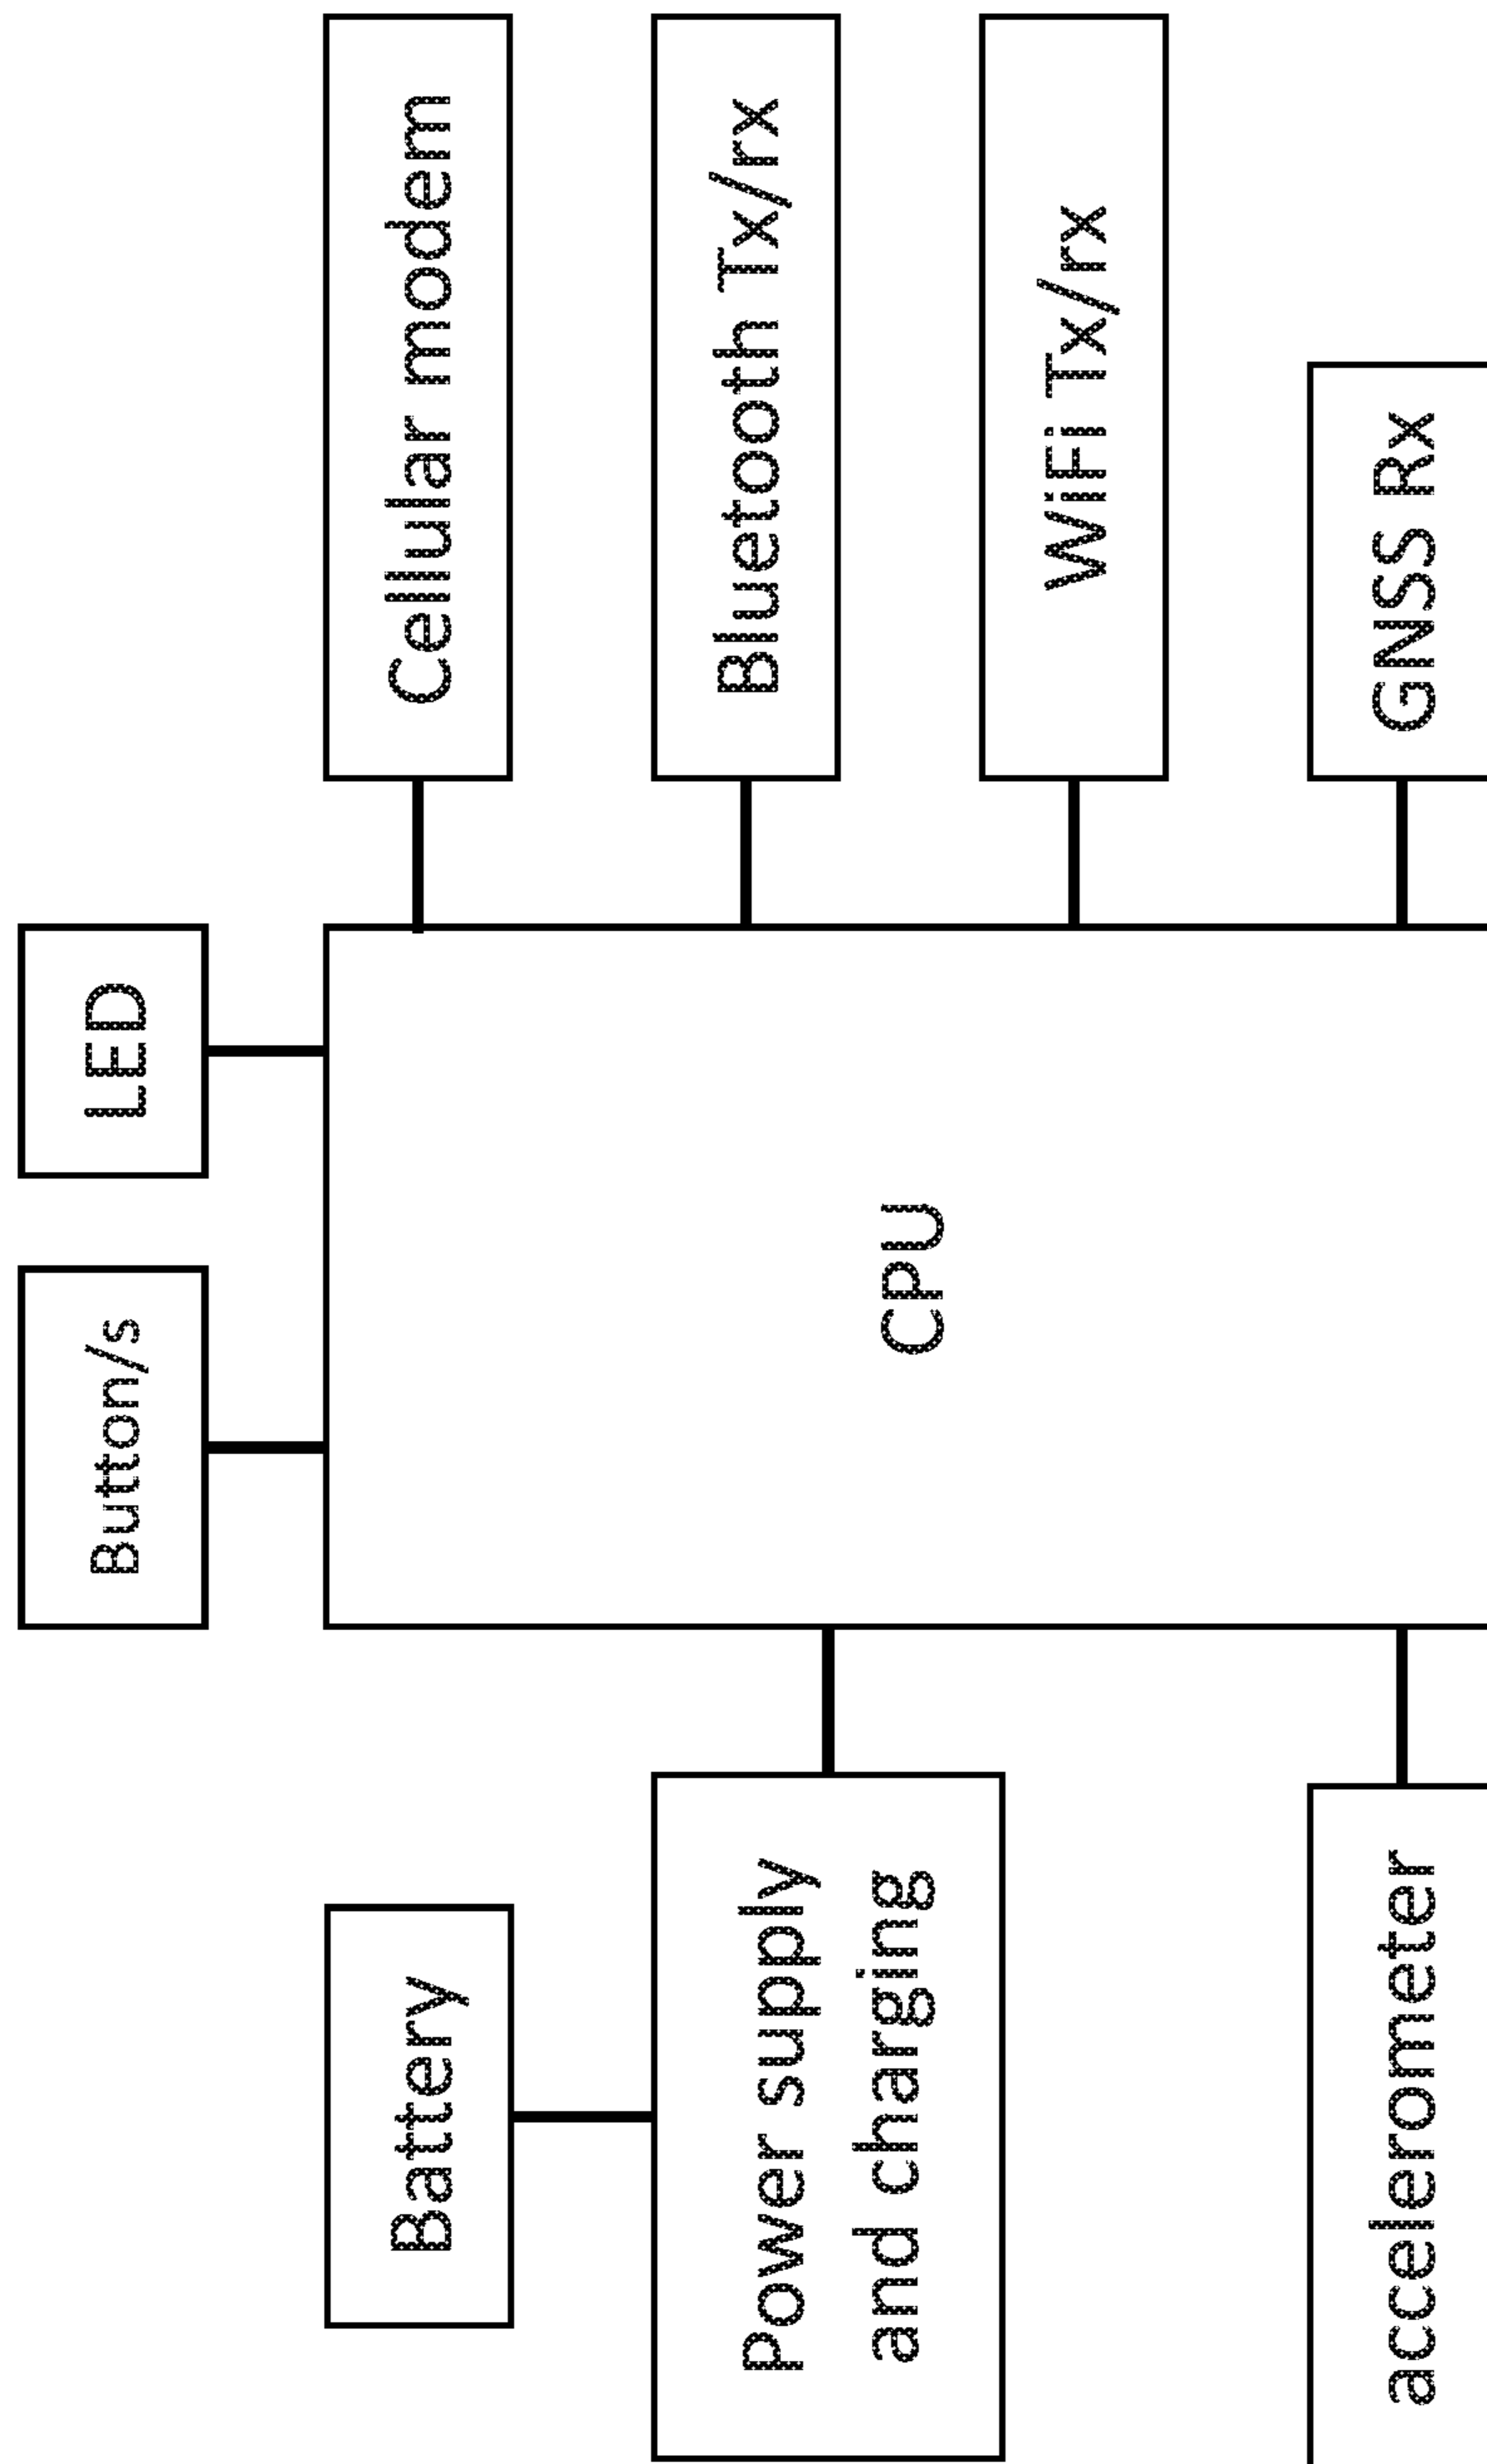 Button/s
LED
Battery
Cellular modem
Power supply
and charging
Bluetooth Tx/rx
CPU
WiFi Tx/rx
accelerometer
GNSS Rx